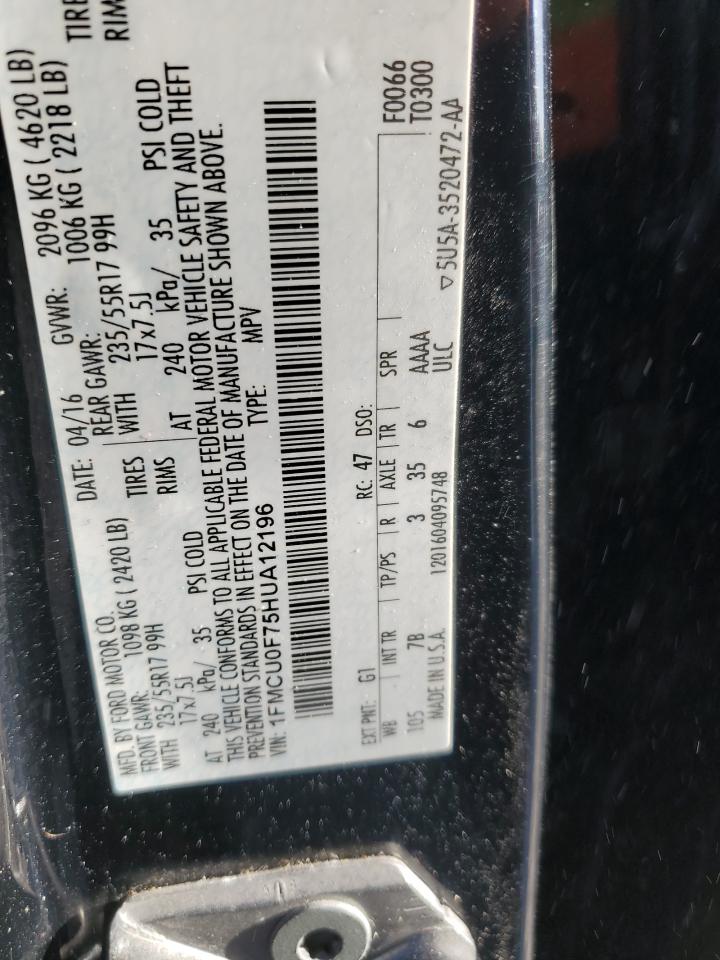 MFD. BY FORD MOTOR CO.
DATE: 04/16 GVWR: 2096 KG ( 4620 LB)
FRONT GAWR: 1098 KG ( 2420 LB) REAR GAWR: 1006 KG ( 2218 LB)
WITH 235/55R17 99H TIRES WITH 235/55R17 99H TIRE
17x7.5J RIMS 17x7.5J RIM
AT 240 kPa/ 35 PSI COLD AT 240 kPa/ 35 PSI COLD
THIS VEHICLE CONFORMS TO ALL APPLICABLE FEDERAL MOTOR VEHICLE SAFETY AND THEFT
PREVENTION STANDARDS IN EFFECT ON THE DATE OF MANUFACTURE SHOWN ABOVE.
VIN: 1FMCU0F75HUA12196 TYPE: MPV
EXT PNT: G1 RC: 47 DSO: F0066
T0300
WB INT TR TP/PS R AXLE TR SPR
105 7B 3 35 6 AAAA
ULC
MADE IN U.S.A. 1201604095748 ▽5U5A-3520472-AA